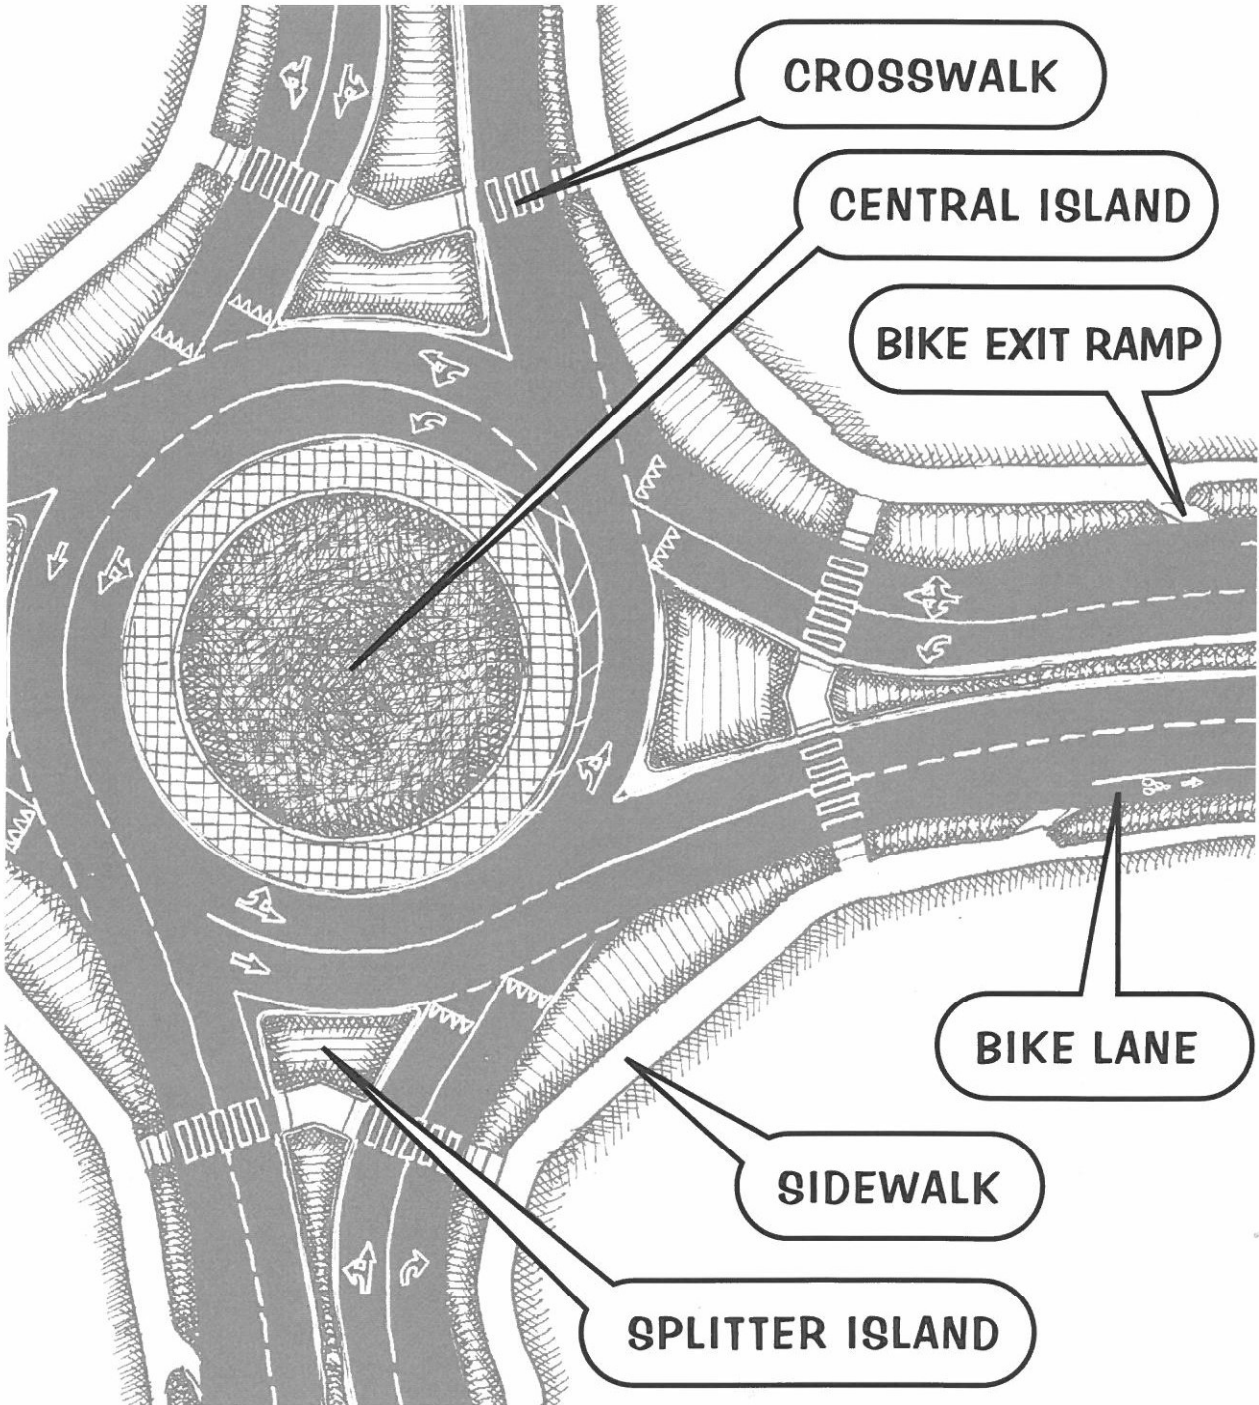 CROSSWALK
CENTRAL ISLAND
BIKE EXIT RAMP
BIKE LANE
SIDEWALK
SPLITTER ISLAND